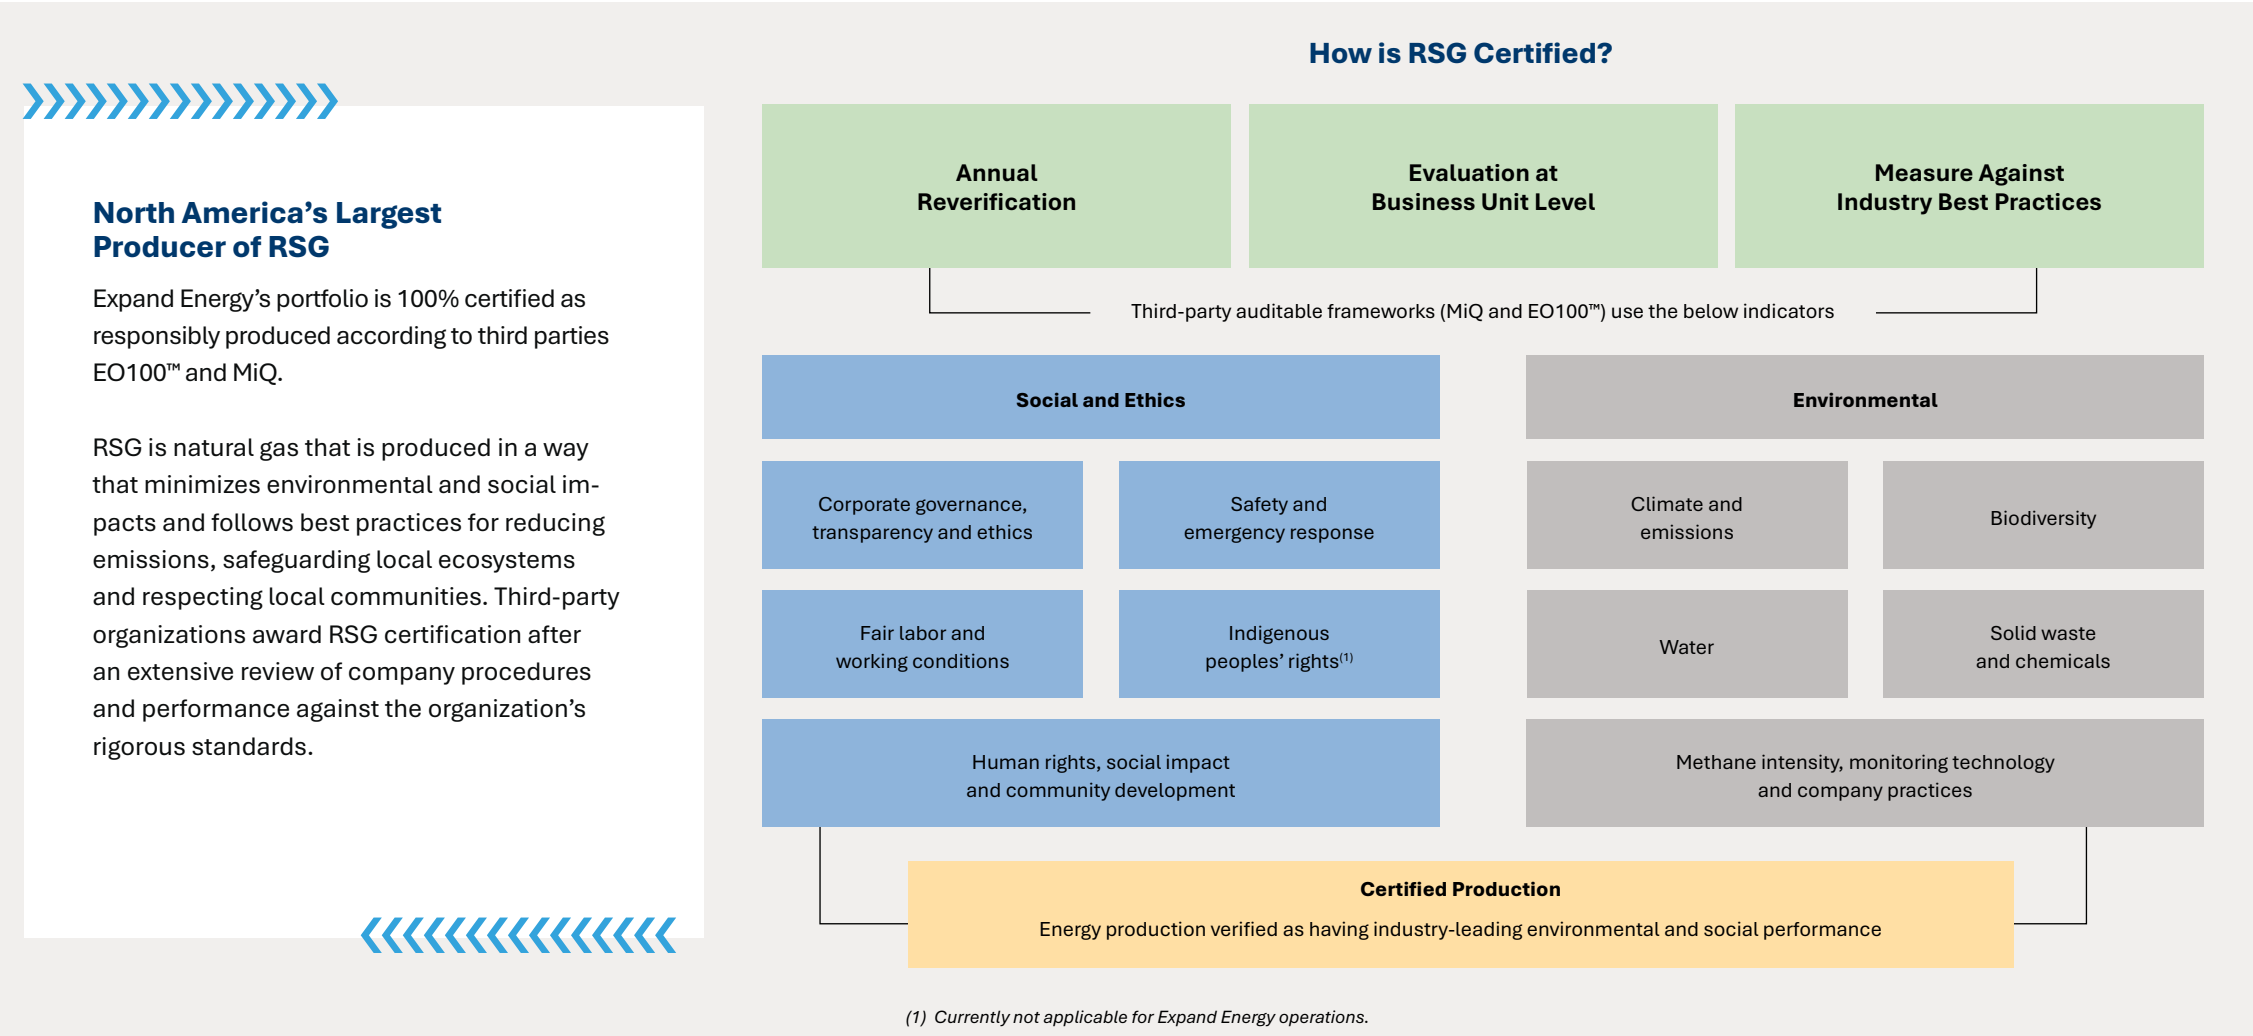 How is RSG Certified?
North America’s Largest
Producer of RSG
Expand Energy’s portfolio is 100% certified as
responsibly produced according to third parties
EO100™ and MiQ.
RSG is natural gas that is produced in a way
that minimizes environmental and social im-
pacts and follows best practices for reducing
emissions, safeguarding local ecosystems
and respecting local communities. Third-party
organizations award RSG certification after
an extensive review of company procedures
and performance against the organization’s
rigorous standards.
Annual
Reverification
Evaluation at
Business Unit Level
Measure Against
Industry Best Practices
Third-party auditable frameworks (MiQ and EO100™) use the below indicators
Social and Ethics
Corporate governance,
transparency and ethics
Safety and
emergency response
Fair labor and
working conditions
Indigenous
peoples’ rights(1)
Human rights, social impact
and community development
Environmental
Climate and
emissions
Biodiversity
Water
Solid waste
and chemicals
Methane intensity, monitoring technology
and company practices
Certified Production
Energy production verified as having industry-leading environmental and social performance
(1) Currently not applicable for Expand Energy operations.